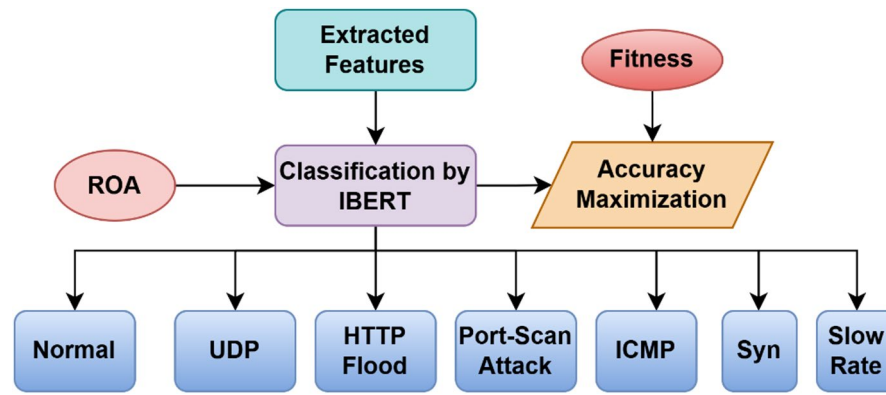 Extracted
Features
Fitness
ROA
Classification by
IBERT
Accuracy
Maximization
Normal
UDP
HTTP
Flood
Port-Scan
Attack
ICMP
Syn
Slow
Rate